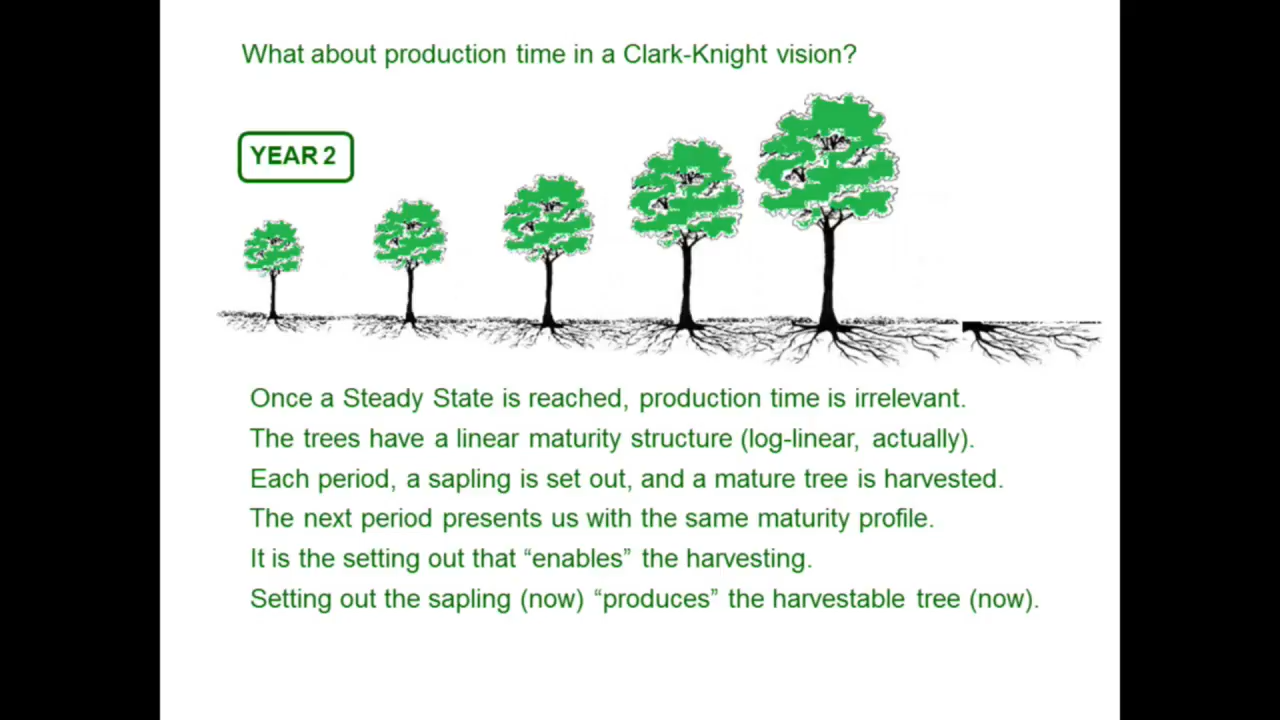 What about production time in a Clark-Knight vision?
YEAR 2
Once a Steady State is reached, production time is irrelevant.
The trees have a linear maturity structure (log-linear, actually).
Each period, a sapling is set out, and a mature tree is harvested.
The next period presents us with the same maturity profile.
It is the setting out that “enables” the harvesting.
Setting out the sapling (now) “produces” the harvestable tree (now).